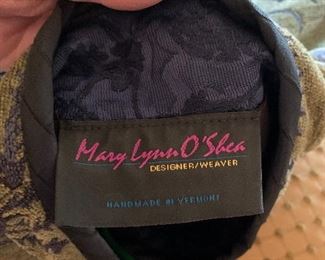 Mary Lynn O'Shea
DESIGNER/WEAVER
HANDMADE IN VERMONT